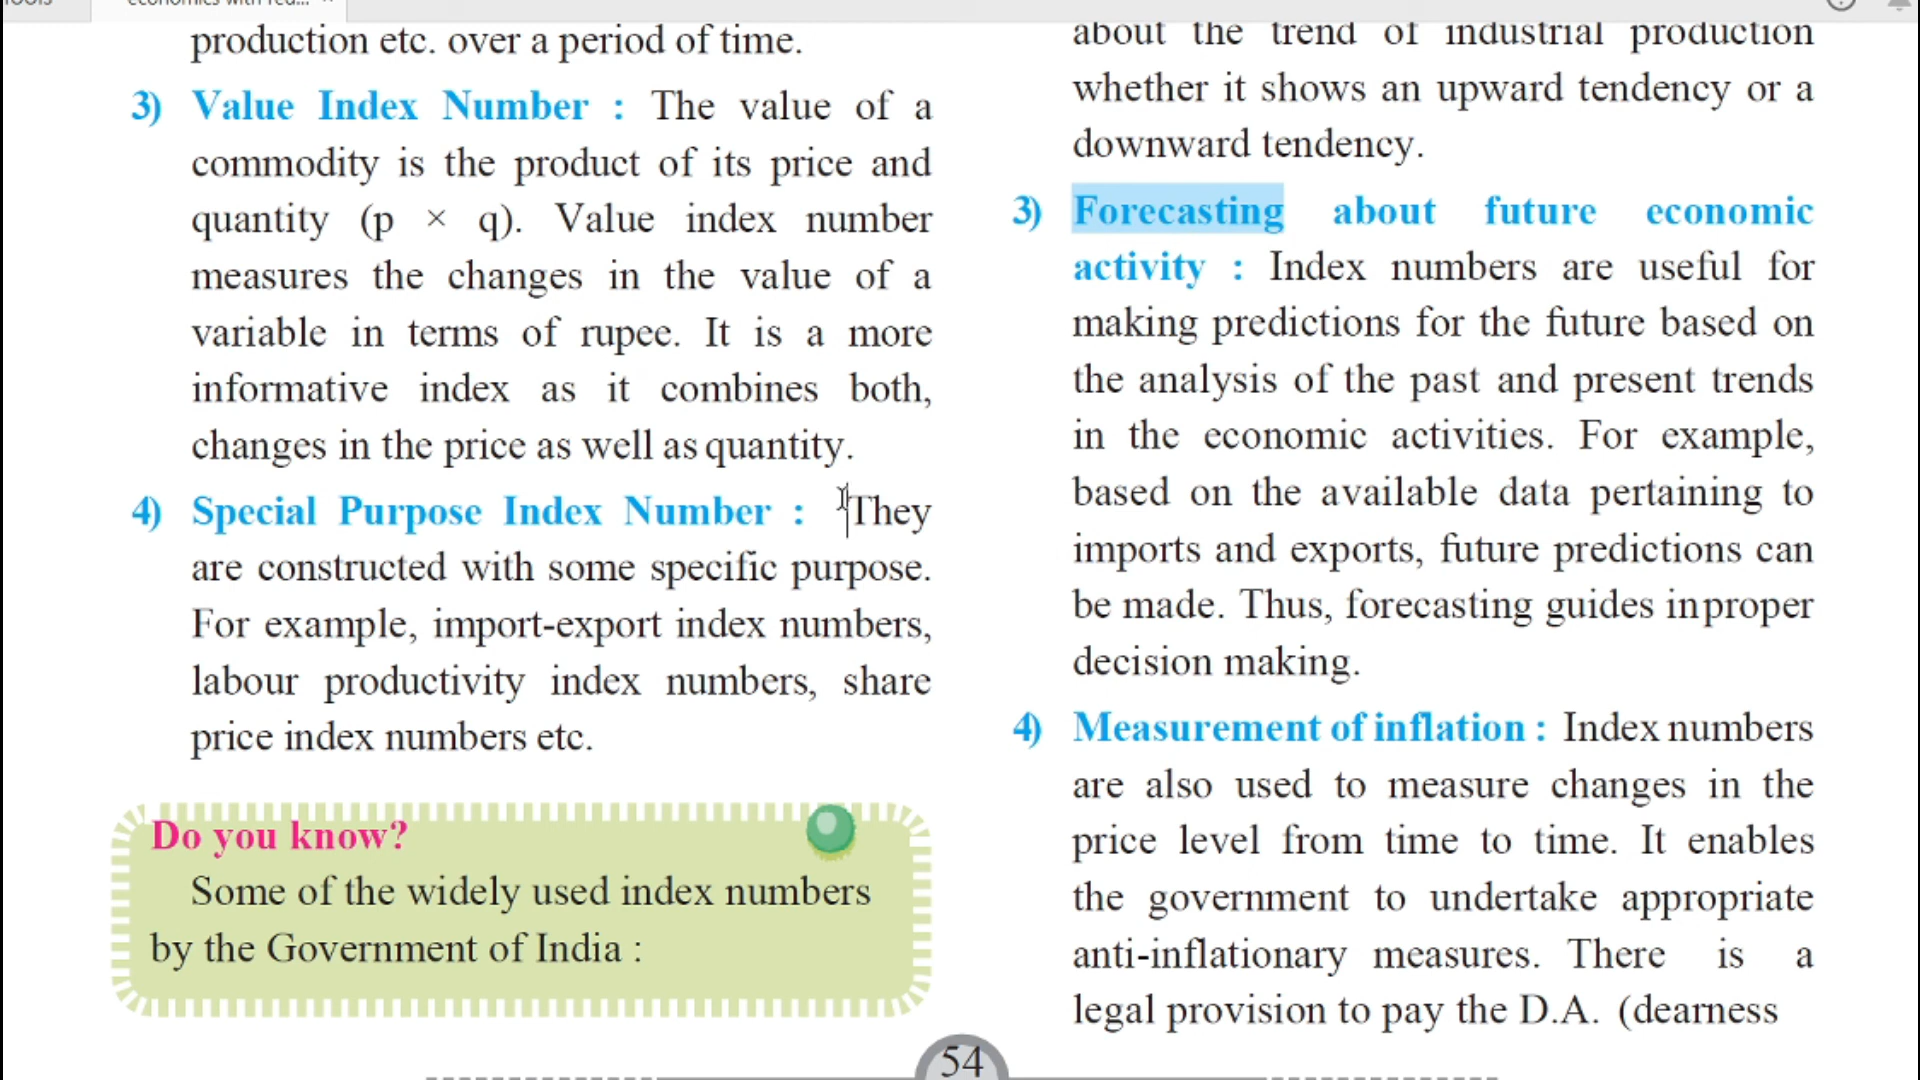 economics with red...
production etc. over a period of time.
3) Value Index Number : The value of a
commodity is the product of its price and
quantity (p × q). Value index number
measures the changes in the value of a
variable in terms of rupee. It is a more
informative index as it combines both,
changes in the price as well as quantity.
4) Special Purpose Index Number : They
are constructed with some specific purpose.
For example, import-export index numbers,
labour productivity index numbers, share
price index numbers etc.
Do you know?
Some of the widely used index numbers
by the Government of India :
about the trend of industrial production
whether it shows an upward tendency or a
downward tendency.
3) Forecasting about future economic
activity : Index numbers are useful for
making predictions for the future based on
the analysis of the past and present trends
in the economic activities. For example,
based on the available data pertaining to
imports and exports, future predictions can
be made. Thus, forecasting guides inproper
decision making.
4) Measurement of inflation : Index numbers
are also used to measure changes in the
price level from time to time. It enables
the government to undertake appropriate
anti-inflationary measures. There is a
legal provision to pay the D.A. (dearness
54